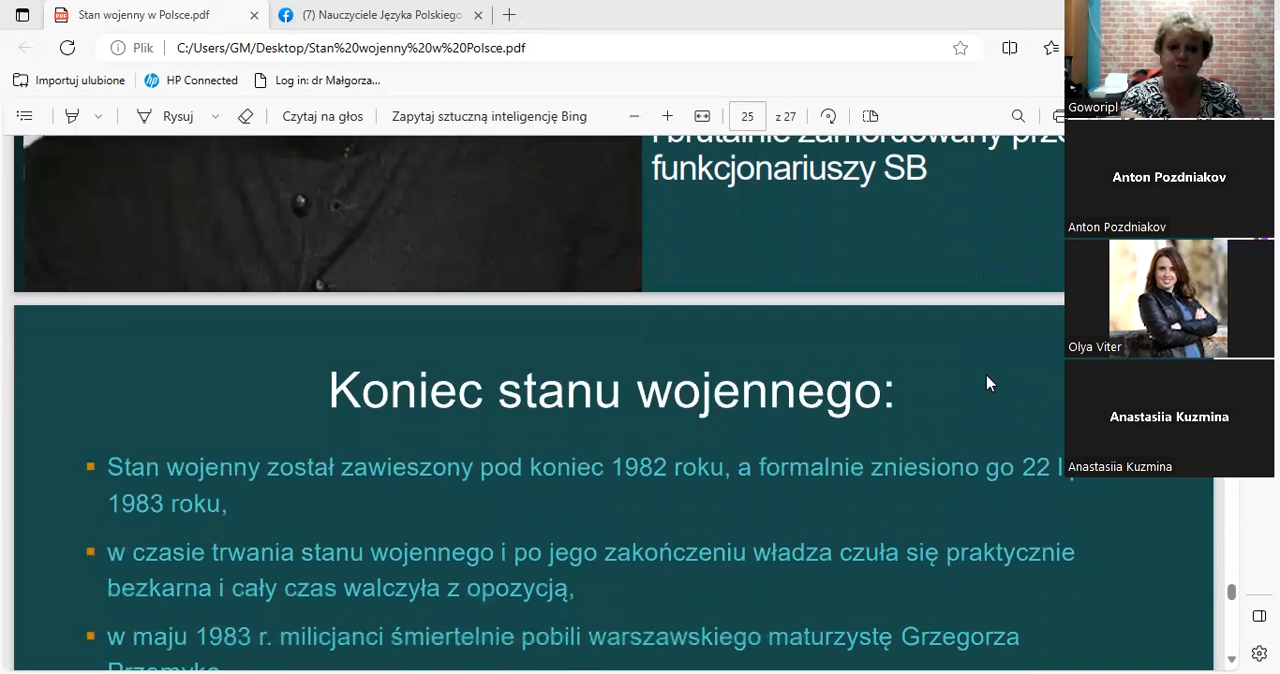 Stan wojenny w Polsce.pdf
(7) Nauczyciele Języka Polskiego
Plik
C:/Users/GM/Desktop/Stan%20wojenny%20w%20Polsce.pdf
Importuj ulubione
HP Connected
Log in: dr Małgorza...
Rysuj
Czytaj na głos
Zapytaj sztuczną inteligencję Bing
25
z 27
i brutalnie zamordowany prze
funkcjonariuszy SB
Koniec stanu wojennego:
Stan wojenny został zawieszony pod koniec 1982 roku, a formalnie zniesiono go 22
1983 roku,
w czasie trwania stanu wojennego i po jego zakończeniu władza czuła się praktycznie
bezkarna i cały czas walczyła z opozycją,
w maju 1983 r. milicjanci śmiertelnie pobili warszawskiego maturzystę Grzegorza
Przemyka
Goworipl
Anton Pozdniakov
Anton Pozdniakov
Olya Viter
Anastasiia Kuzmina
Anastasiia Kuzmina